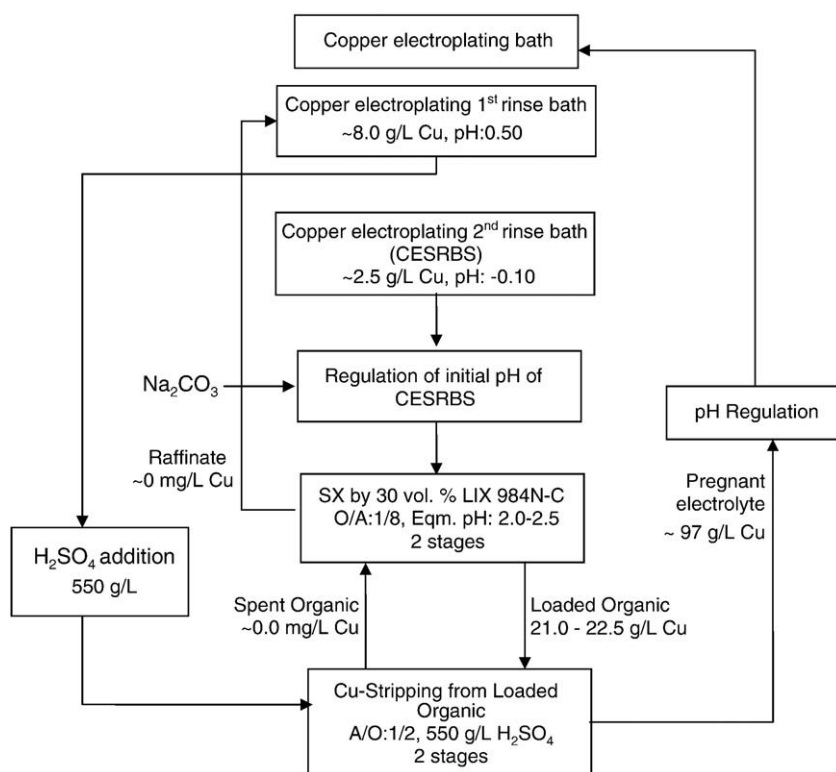 Copper electroplating bath
Copper electroplating 1st rinse bath
~8.0 g/L Cu, pH:0.50
Copper electroplating 2nd rinse bath
(CESRBS)
~2.5 g/L Cu, pH: -0.10
Na2CO3
Regulation of initial pH of
CESRBS
pH Regulation
Raffinate
~0 mg/L Cu
SX by 30 vol. % LIX 984N-C
O/A:1/8, Eqm. pH: 2.0-2.5
2 stages
Pregnant
electrolyte
~ 97 g/L Cu
H2SO4 addition
550 g/L
Spent Organic
~0.0 mg/L Cu
Loaded Organic
21.0 - 22.5 g/L Cu
Cu-Stripping from Loaded
Organic
A/O:1/2, 550 g/L H2SO4
2 stages